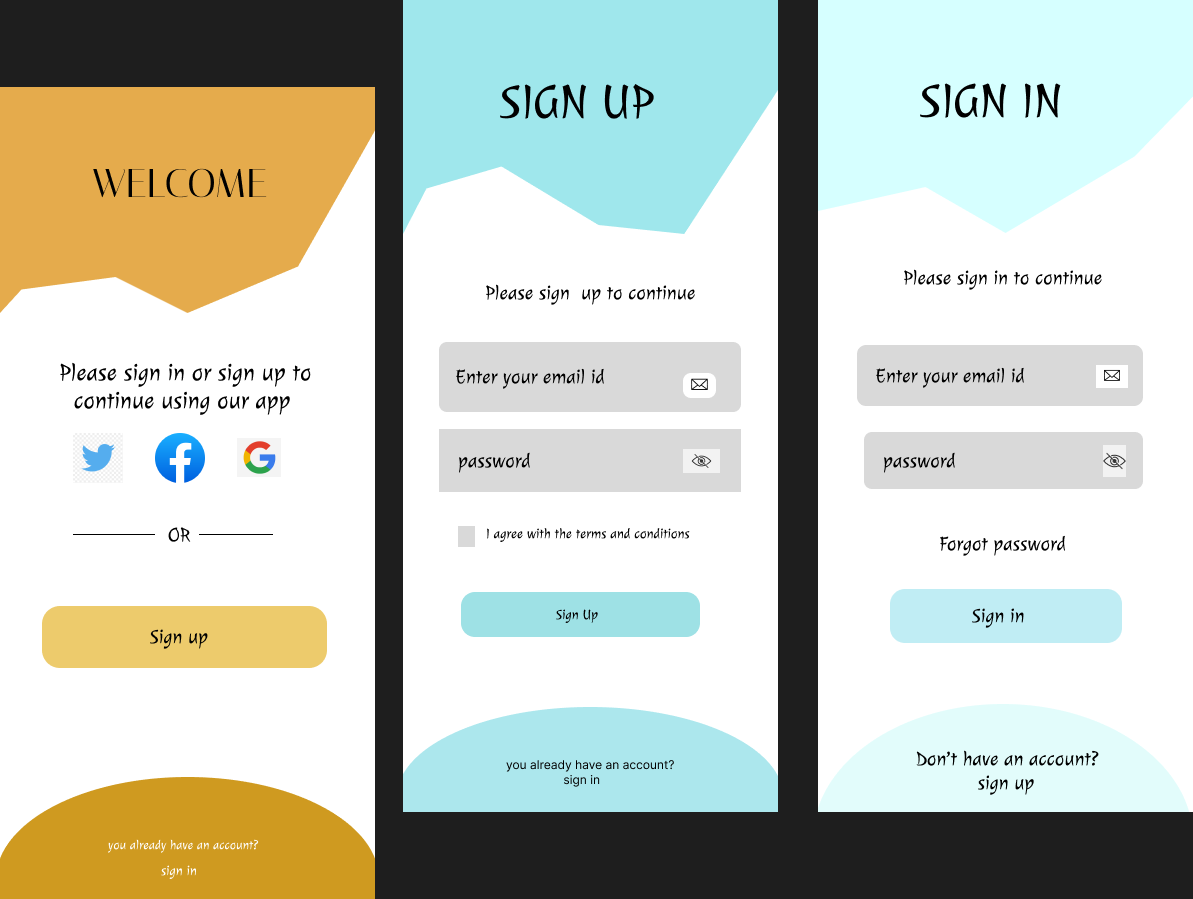 WELCOME
Please sign in or sign up to
continue using our app
OR
Sign up
you already have an account?
sign in
SIGN UP
Please sign  up to continue
Enter your email id
password
I agree with the terms and conditions
Sign Up
you already have an account?
sign in
SIGN IN
Please sign in to continue
Enter your email id
password
Forgot password
Sign in
Don't have an account?
sign up